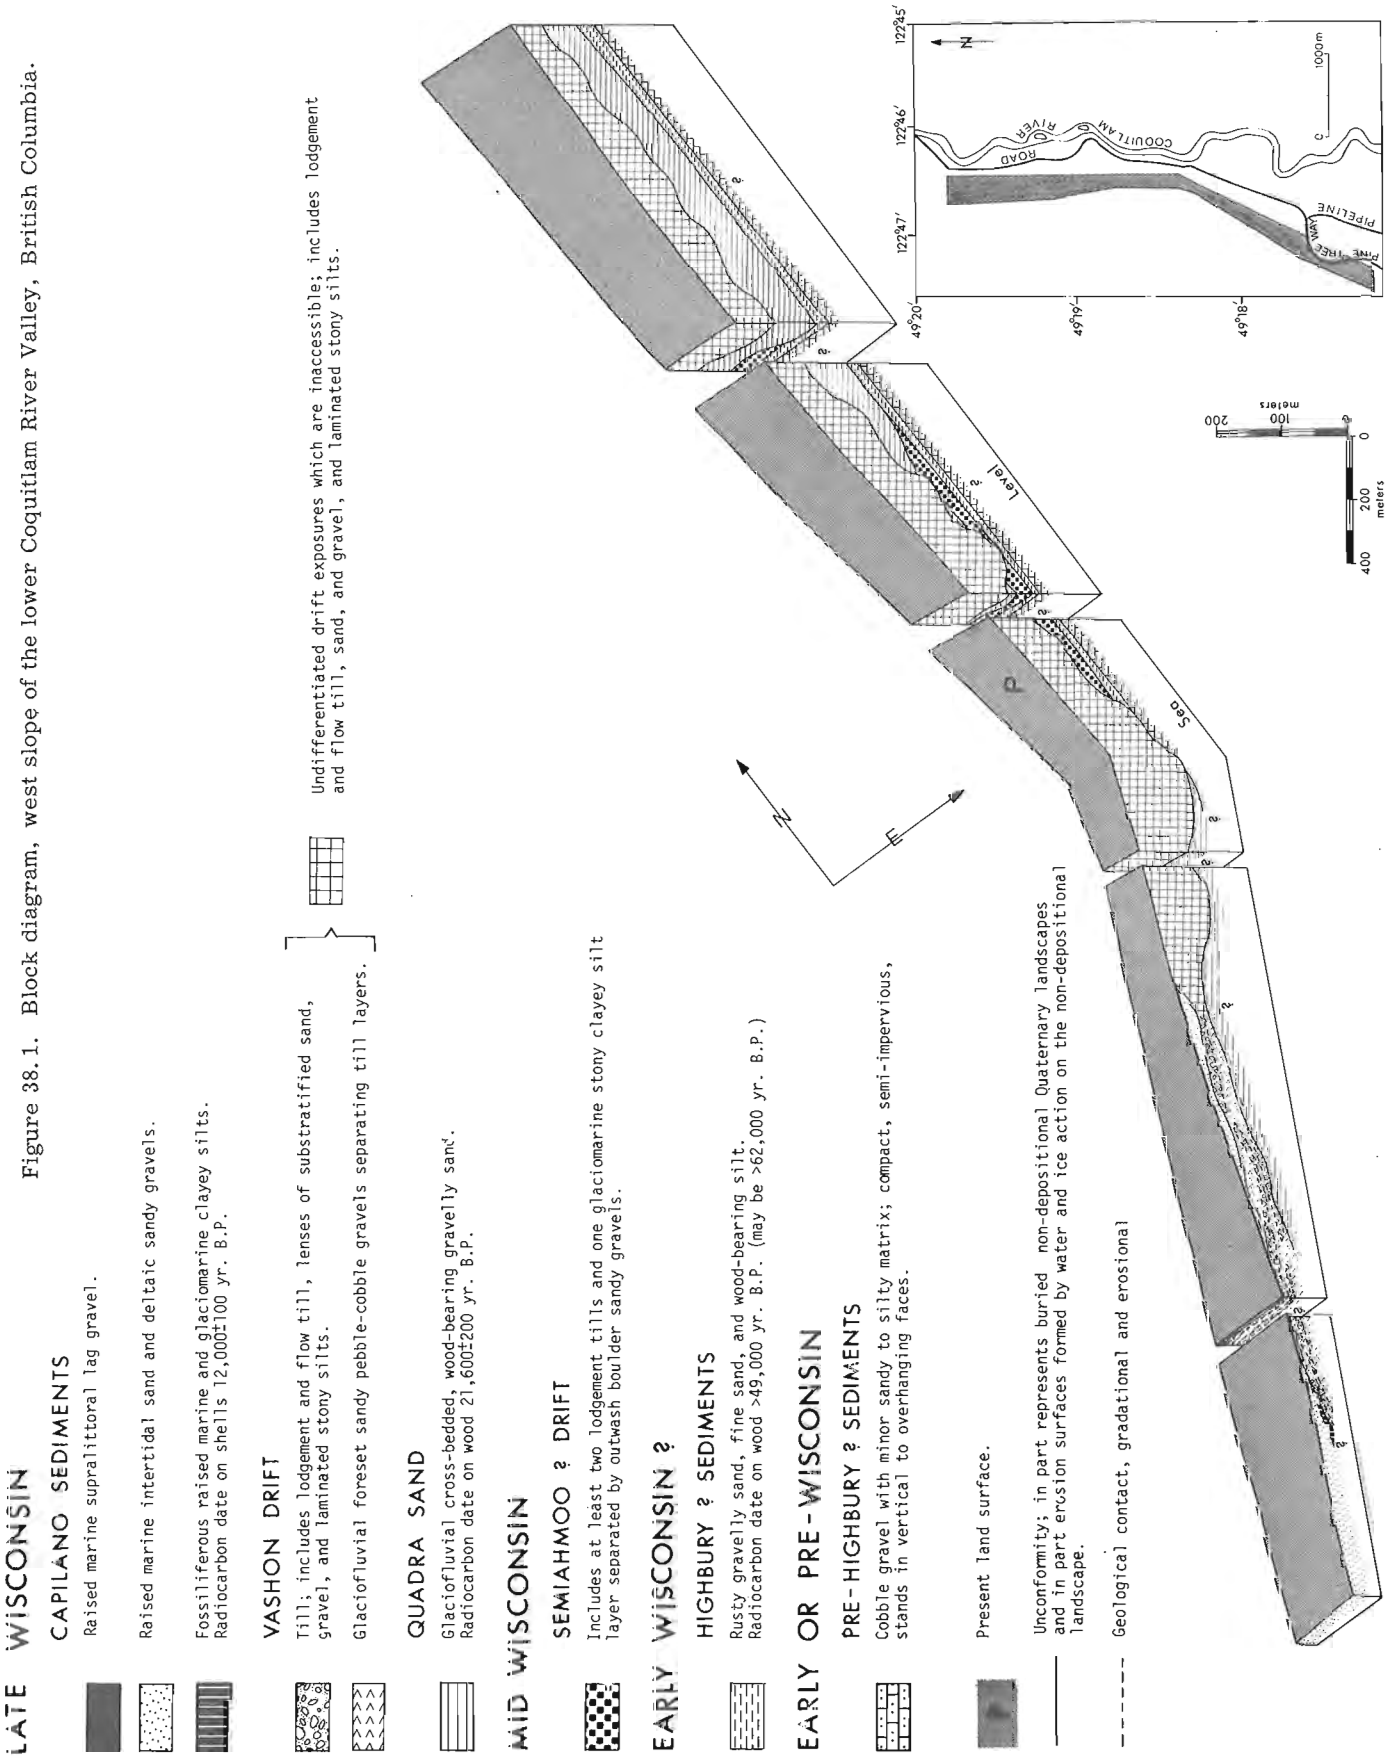 Figure 38.1. Block diagram, west slope of the lower Coquitlam River Valley, British Columbia.
LATE WISCONSIN
CAPILANO SEDIMENTS
Raised marine supralittoral lag gravel.
Raised marine intertidal sand and deltaic sandy gravels.
Fossiliferous raised marine and glaciomarine clayey silts.
Radiocarbon date on shells 12,000±100 yr. B.P.
VASHON DRIFT
Till; includes lodgement and flow till, lenses of substratified sand,
gravel, and laminated stony silts.
Glaciofluvial foreset sandy pebble-cobble gravels separating till layers.
Undifferentiated drift exposures which are inaccessible; includes lodgement
and flow till, sand, and gravel, and laminated stony silts.
QUADRA SAND
Glaciofluvial cross-bedded, wood-bearing gravelly sand.
Radiocarbon date on wood 21,600±200 yr. B.P.
MID WISCONSIN
SEMIAHMOO ? DRIFT
Includes at least two lodgement tills and one glaciomarine stony clayey silt
layer separated by outwash boulder sandy gravels.
EARLY WISCONSIN ?
HIGHBURY ? SEDIMENTS
Rusty gravelly sand, fine sand, and wood-bearing silt.
Radiocarbon date on wood >49,000 yr. B.P. (may be >62,000 yr. B.P.)
EARLY OR PRE-WISCONSIN
PRE-HIGHBURY ? SEDIMENTS
Cobble gravel with minor sandy to silty matrix; compact, semi-impervious,
stands in vertical to overhanging faces.
P
Present land surface.
Unconformity; in part represents buried non-depositional Quaternary landscapes
and in part erosion surfaces formed by water and ice action on the non-depositional
landscape.
Geological contact, gradational and erosional
N
E
P
Sea
Level
?
?
?
?
?
?
?
?
?
?
200
100
0
meters
0
200
400
meters
122°47'
122°46'
122°45'
49°20'
49°19'
49°18'
N
COQUITLAM
RIVER
ROAD
PIPELINE
PINE TREE WAY
0
1000m